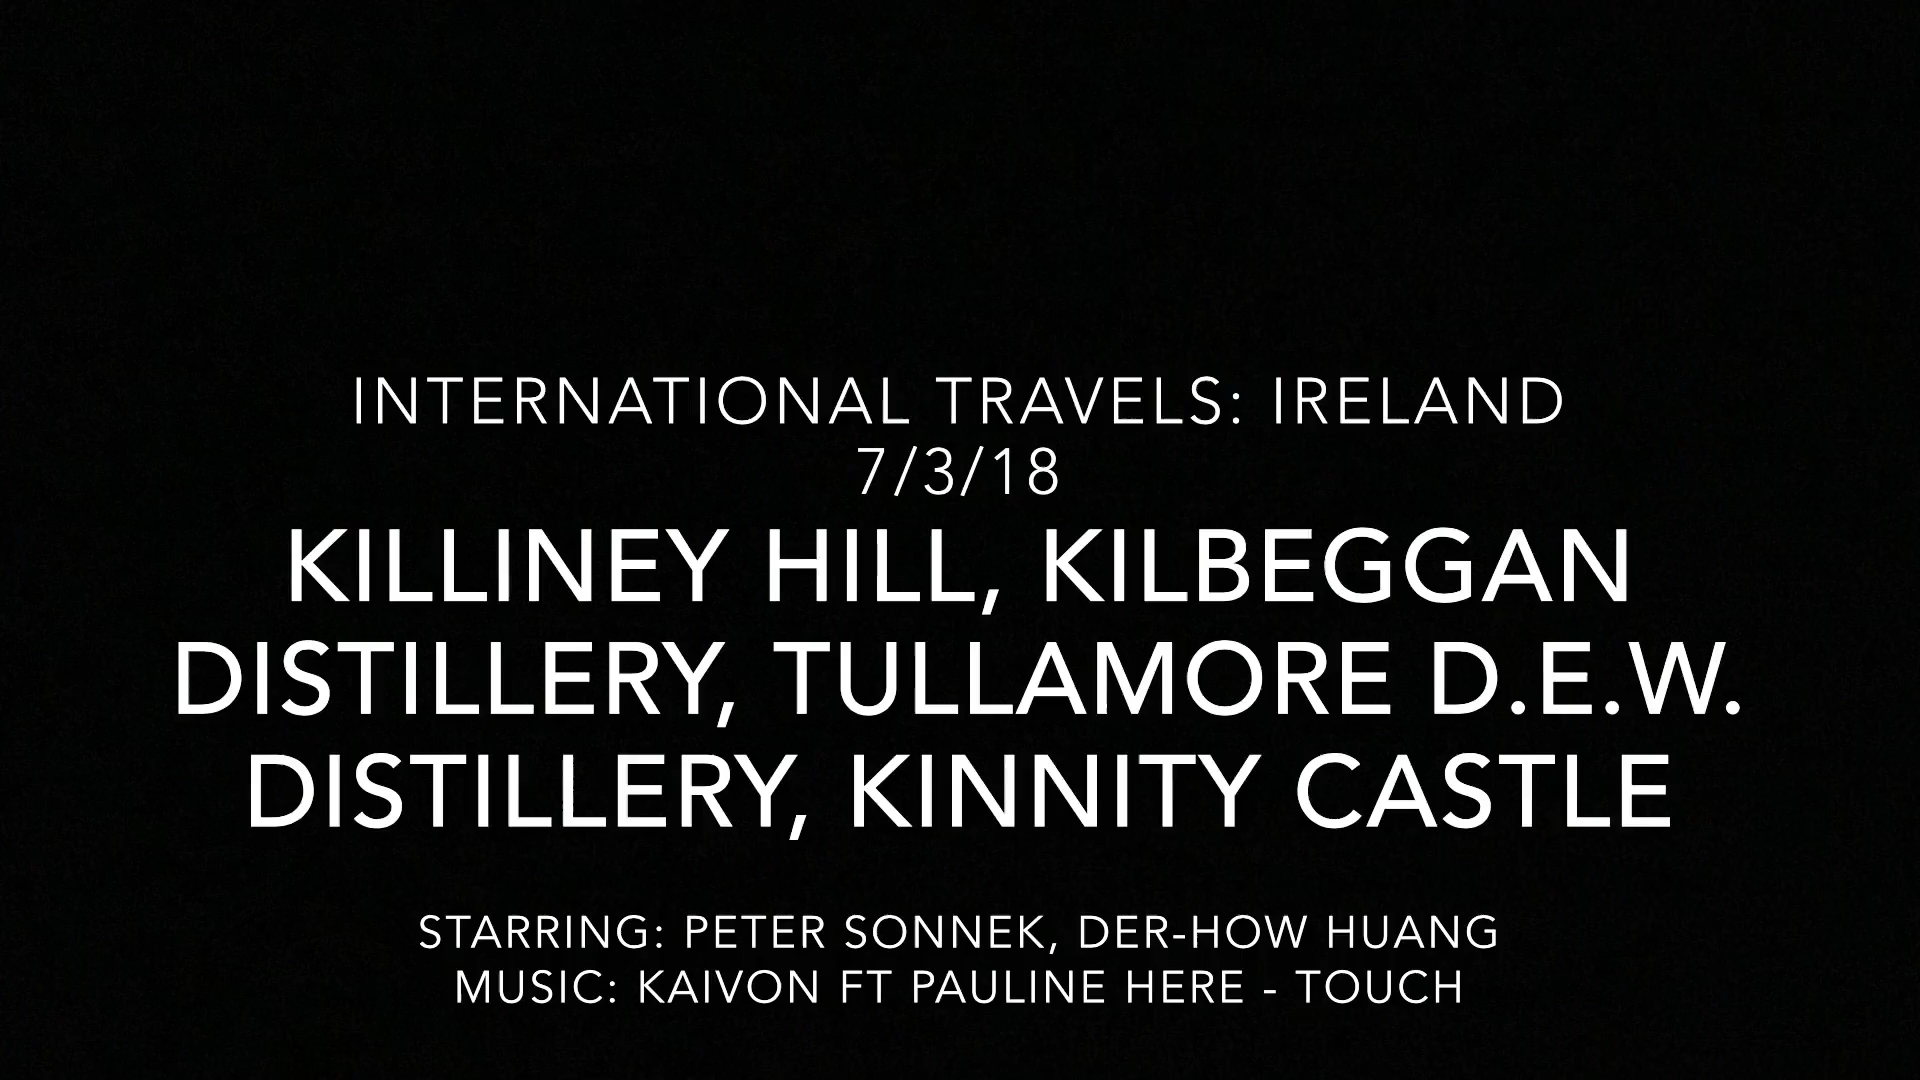 INTERNATIONAL TRAVELS: IRELAND
7/3/18
KILLINEY HILL, KILBEGGAN
DISTILLERY, TULLAMORE D.E.W.
DISTILLERY, KINNITY CASTLE
STARRING: PETER SONNEK, DER-HOW HUANG
MUSIC: KAIVON FT PAULINE HERE - TOUCH